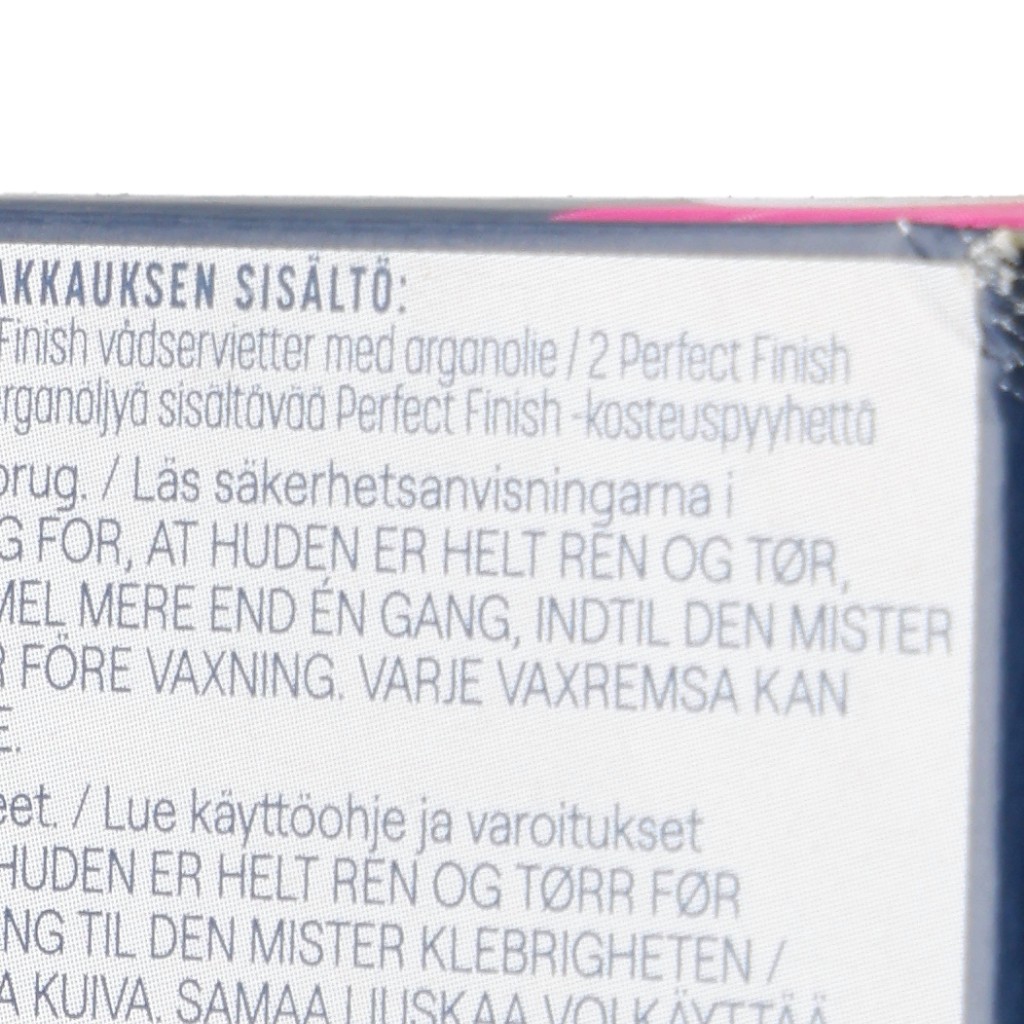 AKKAUKSEN SISÄLTÖ:
Finish vådservietter med arganolie / 2 Perfect Finish
rganöljyä sisältävää Perfect Finish -kosteuspyyhettä
brug. / Läs säkerhetsanvisningarna i
G FOR, AT HUDEN ER HELT REN OG TØR,
MEL MERE END ÉN GANG, INDTIL DEN MISTER
R FÖRE VAXNING. VARJE VAXREMSA KAN
E.
eet. / Lue käyttöohje ja varoitukset
HUDEN ER HELT REN OG TØRR FØR
NG TIL DEN MISTER KLEBRIGHETEN /
A KUIVA. SAMAA LIUSKAA VOI KÄYTTÄÄ